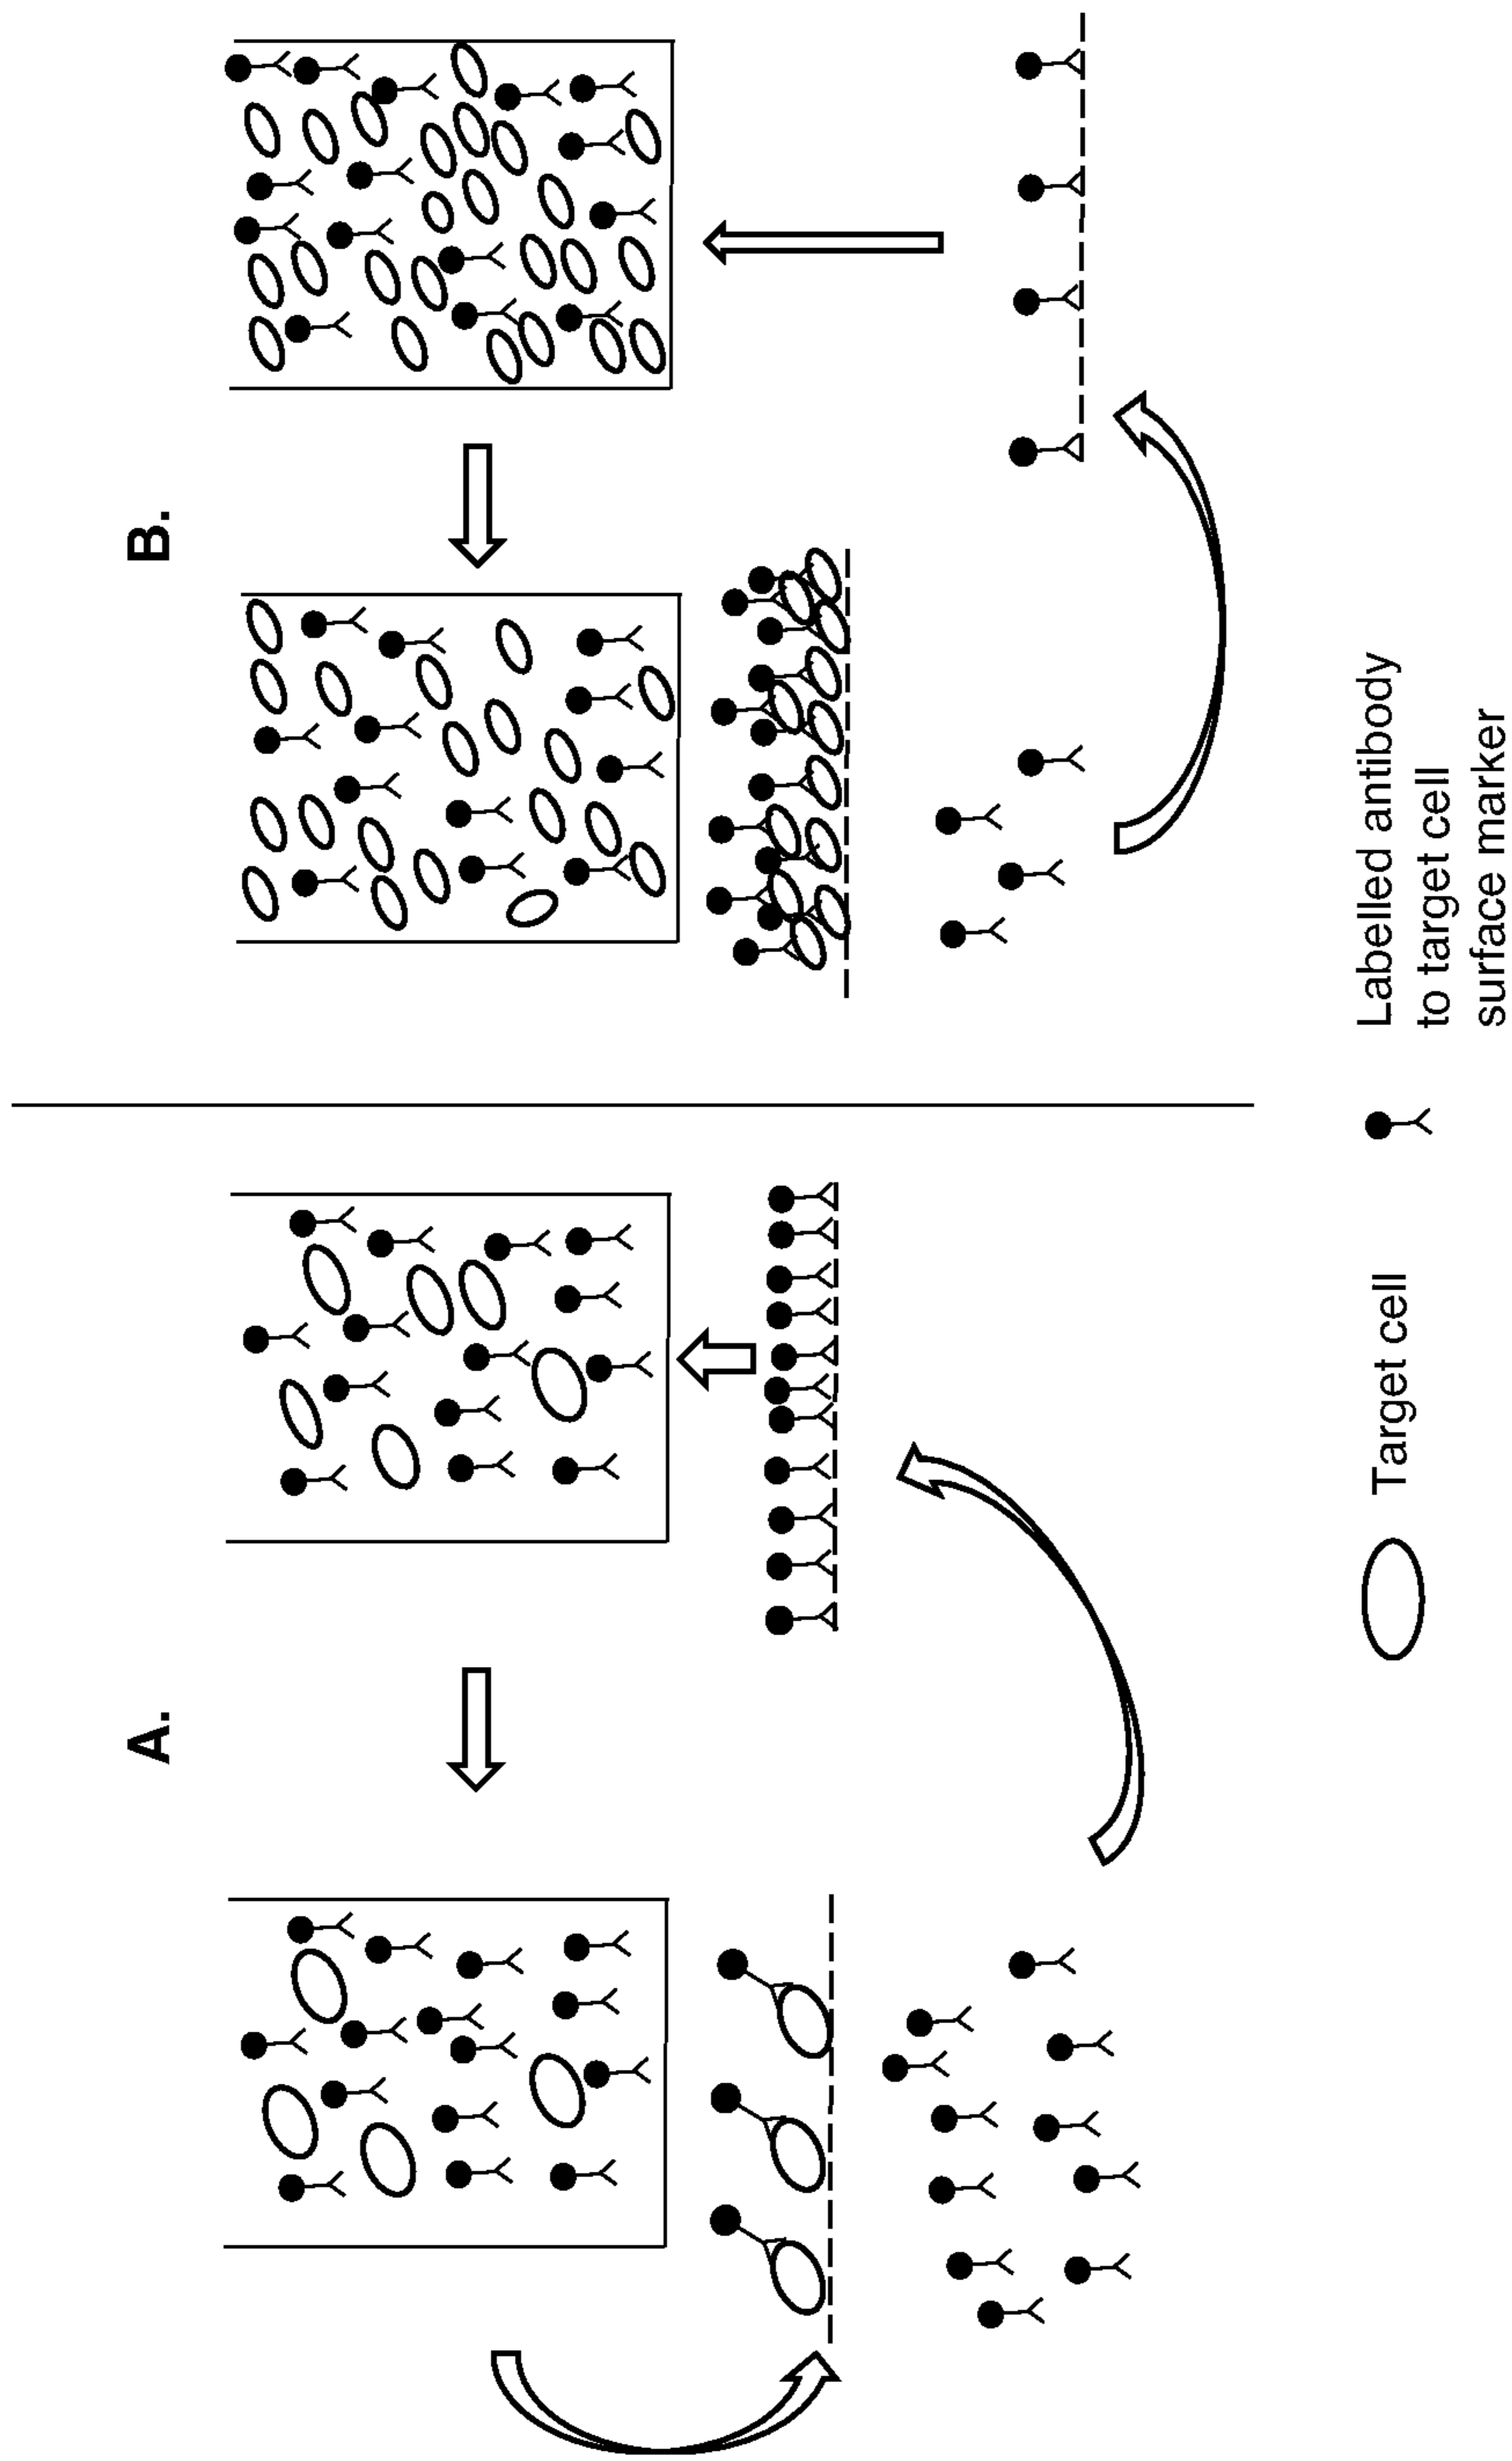 A.
B.
Target cell
Labelled antibody
to target cell
surface marker